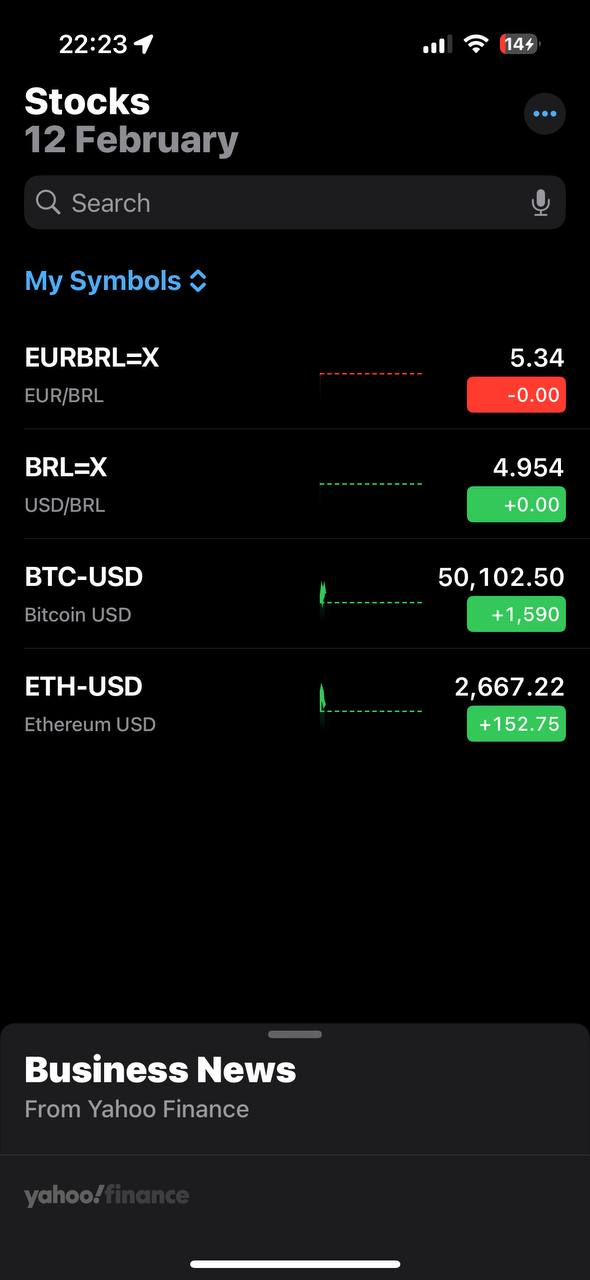 22:23
14
Stocks
12 February
Search
My Symbols
EURBRL=X
5.34
EUR/BRL
-0.00
BRL=X
4.954
USD/BRL
+0.00
BTC-USD
50,102.50
Bitcoin USD
+1,590
ETH-USD
2,667.22
Ethereum USD
+152.75
Business News
From Yahoo Finance
yahoo!finance